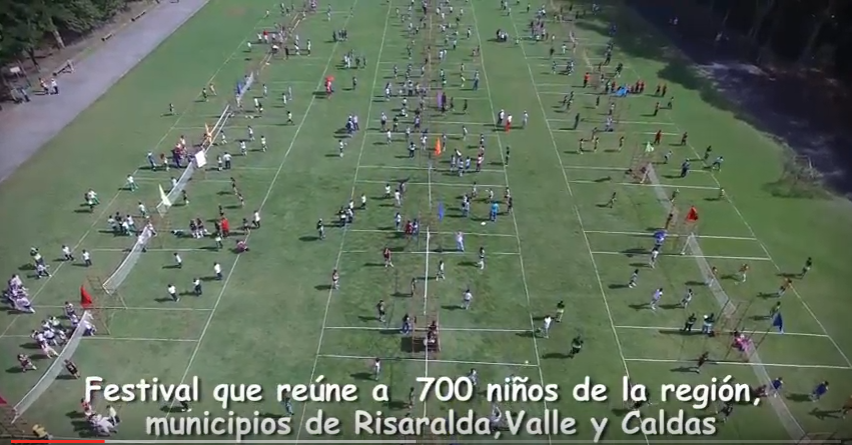 Festival que reúne a 700 niños de la región,
municipios de Risaralda,Valle y Caldas